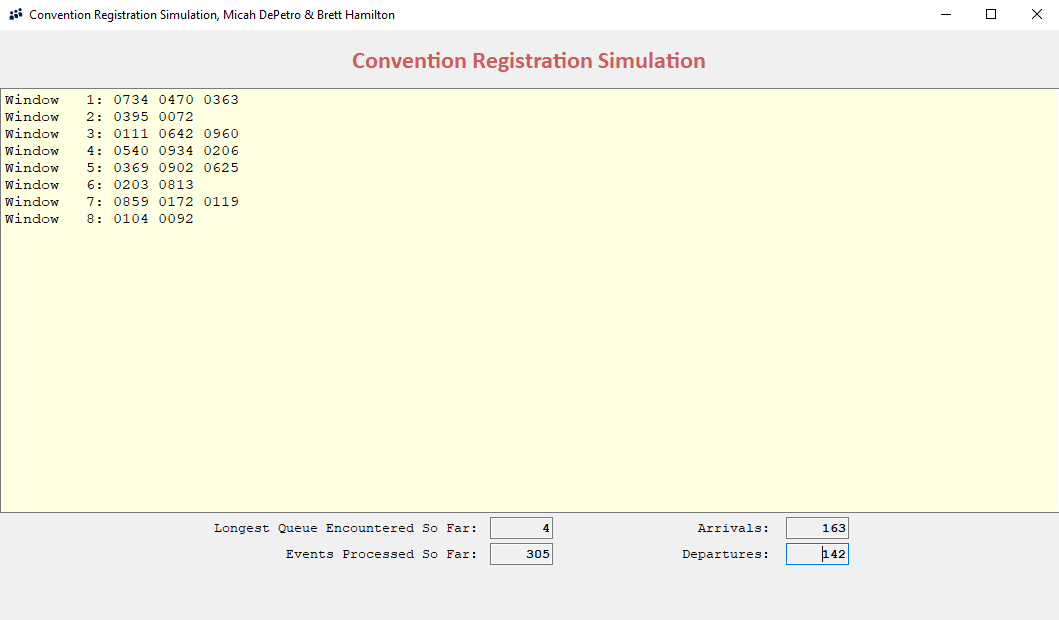 Convention Registration Simulation, Micah DePetro & Brett Hamilton
Convention Registration Simulation
Window   1: 0734 0470 0363
Window   2: 0395 0072
Window   3: 0111 0642 0960
Window   4: 0540 0934 0206
Window   5: 0369 0902 0625
Window   6: 0203 0813
Window   7: 0859 0172 0119
Window   8: 0104 0092
Longest Queue Encountered So Far: 4 Arrivals: 163
Events Processed So Far: 305 Departures: 142